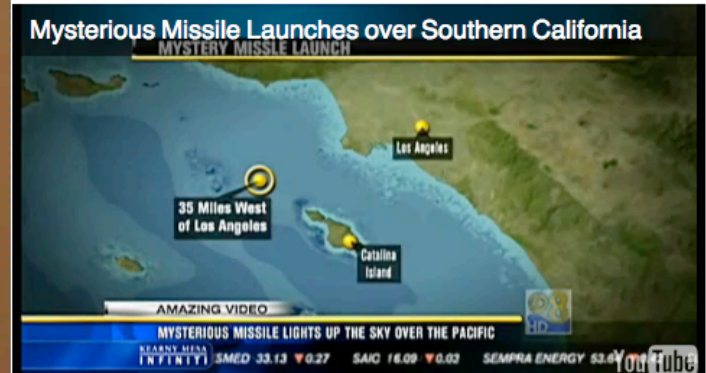 Mysterious Missile Launches over Southern California
MYSTERY MISSLE LAUNCH
Los Angeles
35 Miles West
of Los Angeles
Catalina
Island
AMAZING VIDEO
HD
MYSTERIOUS MISSILE LIGHTS UP THE SKY OVER THE PACIFIC
KEARNY MESA
INFINITI
SMED 33.13 ▼0.27 SAIC 16.09 ▼0.03 SEMPRA ENERGY
YouTube